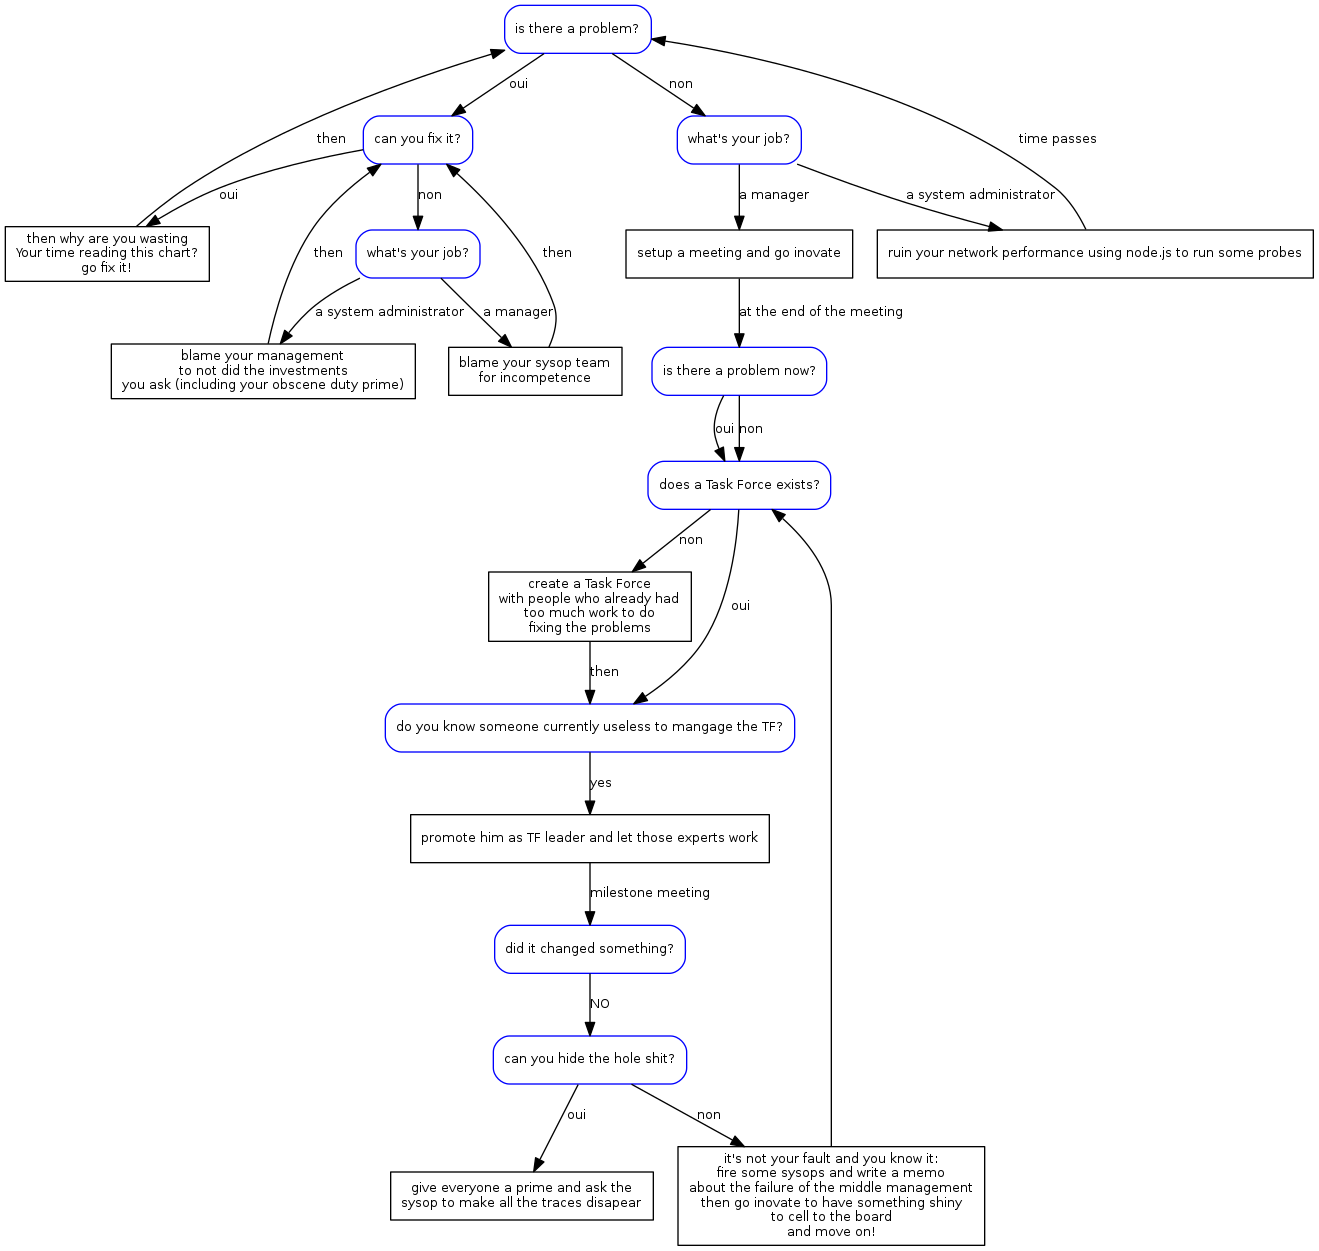 is there a problem?
oui
non
can you fix it?
what's your job?
then
time passes
oui
non
a manager
a system administrator
then why are you wasting
Your time reading this chart?
go fix it!
then
what's your job?
then
setup a meeting and go inovate
ruin your network performance using node.js to run some probes
a system administrator
a manager
at the end of the meeting
blame your management
to not did the investments
you ask (including your obscene duty prime)
blame your sysop team
for incompetence
is there a problem now?
oui
non
does a Task Force exists?
non
create a Task Force
with people who already had
too much work to do
fixing the problems
oui
then
do you know someone currently useless to mangage the TF?
yes
promote him as TF leader and let those experts work
milestone meeting
did it changed something?
NO
can you hide the hole shit?
oui
non
give everyone a prime and ask the
sysop to make all the traces disapear
it's not your fault and you know it:
fire some sysops and write a memo
about the failure of the middle management
then go inovate to have something shiny
to cell to the board
and move on!